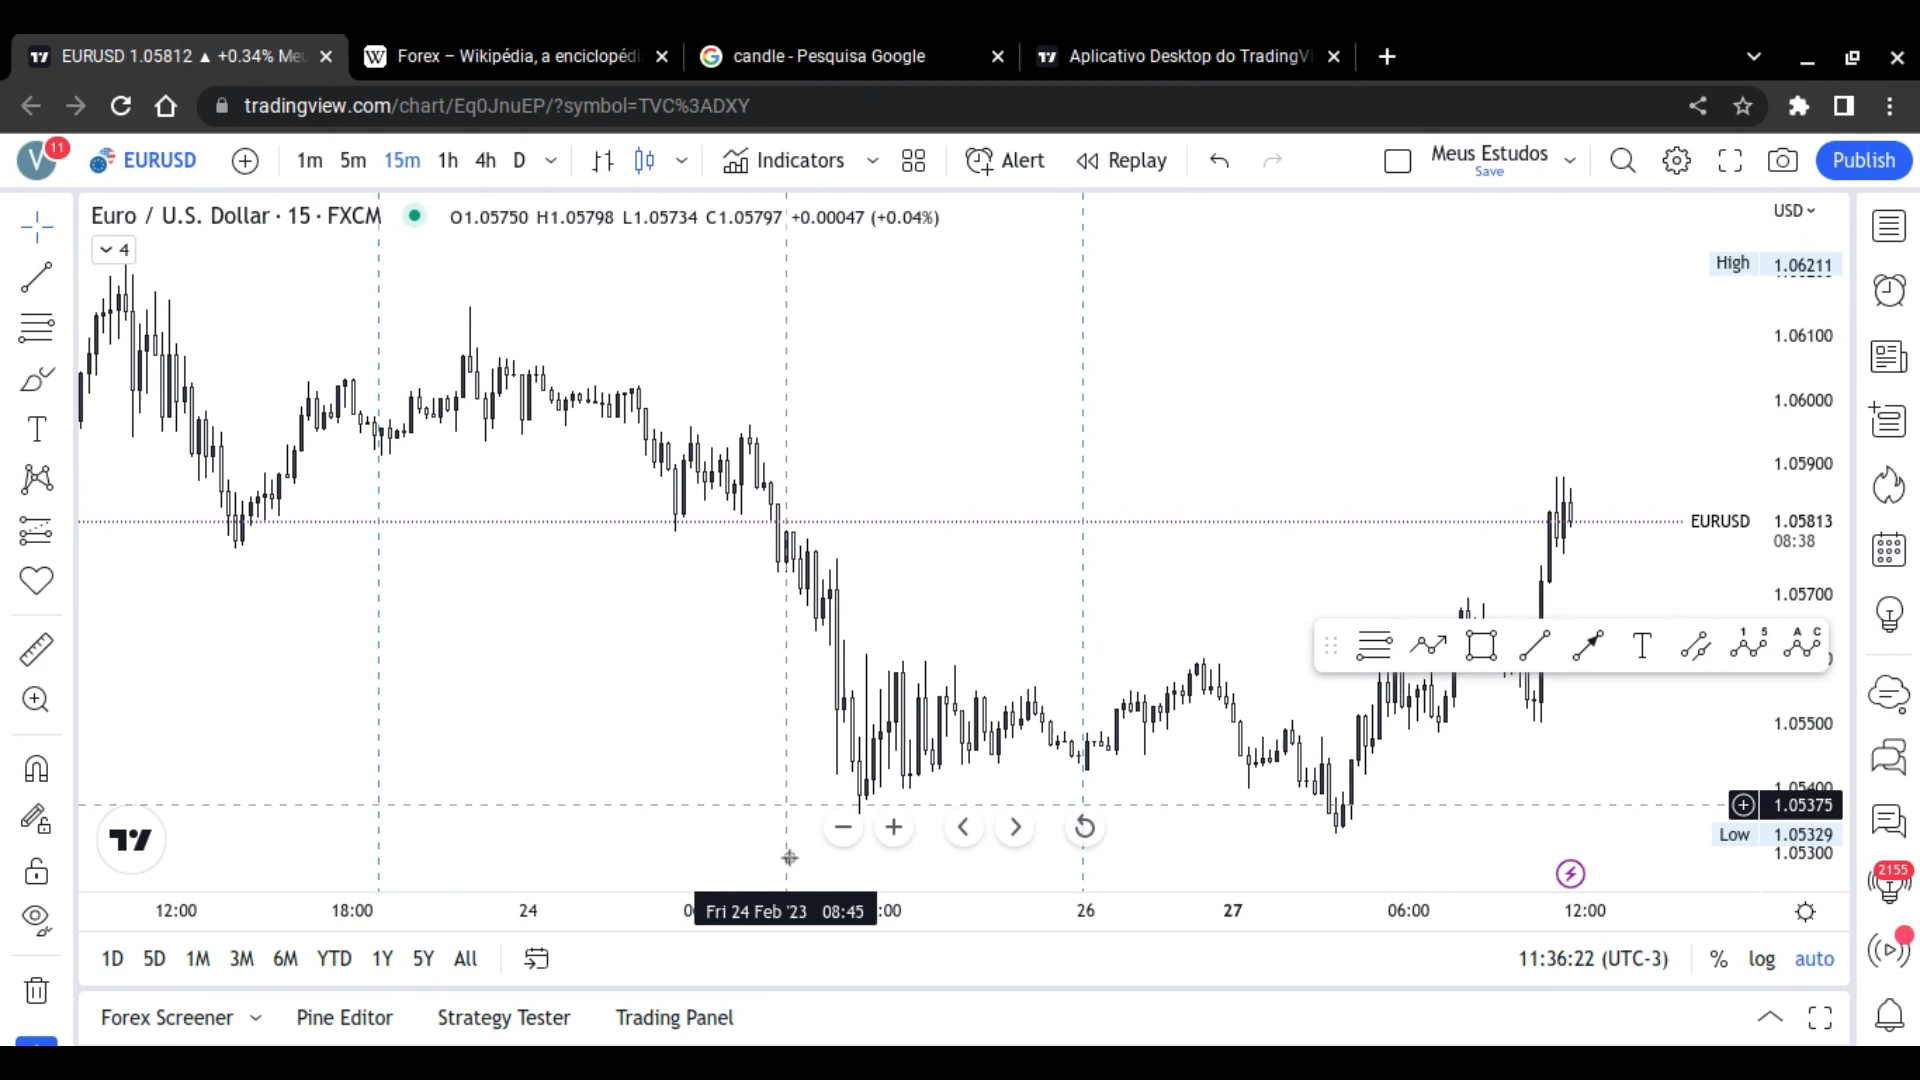 EURUSD 1.05812 ▲ +0.34% Me
Forex – Wikipédia, a enciclopédi
candle - Pesquisa Google
Aplicativo Desktop do TradingVi
tradingview.com/chart/Eq0JnuEP/?symbol=TVC%3ADXY
V 11 EURUSD 1m 5m 15m 1h 4h D Indicators Alert Replay Meus Estudos Publish
Save
Euro / U.S. Dollar · 15 · FXCM O1.05750 H1.05798 L1.05734 C1.05797 +0.00047 (+0.04%) USD
4
High 1.06211
1.06100
1.06000
1.05900
EURUSD 1.05813
08:38
1.05700
T 1 5 A C
1.05500
1.05400
1.05375
Low 1.05329
1.05300
12:00 18:00 24 Fri 24 Feb '23 08:45 :00 26 27 06:00 12:00
2155
1D 5D 1M 3M 6M YTD 1Y 5Y All 11:36:22 (UTC-3) % log auto
Forex Screener Pine Editor Strategy Tester Trading Panel